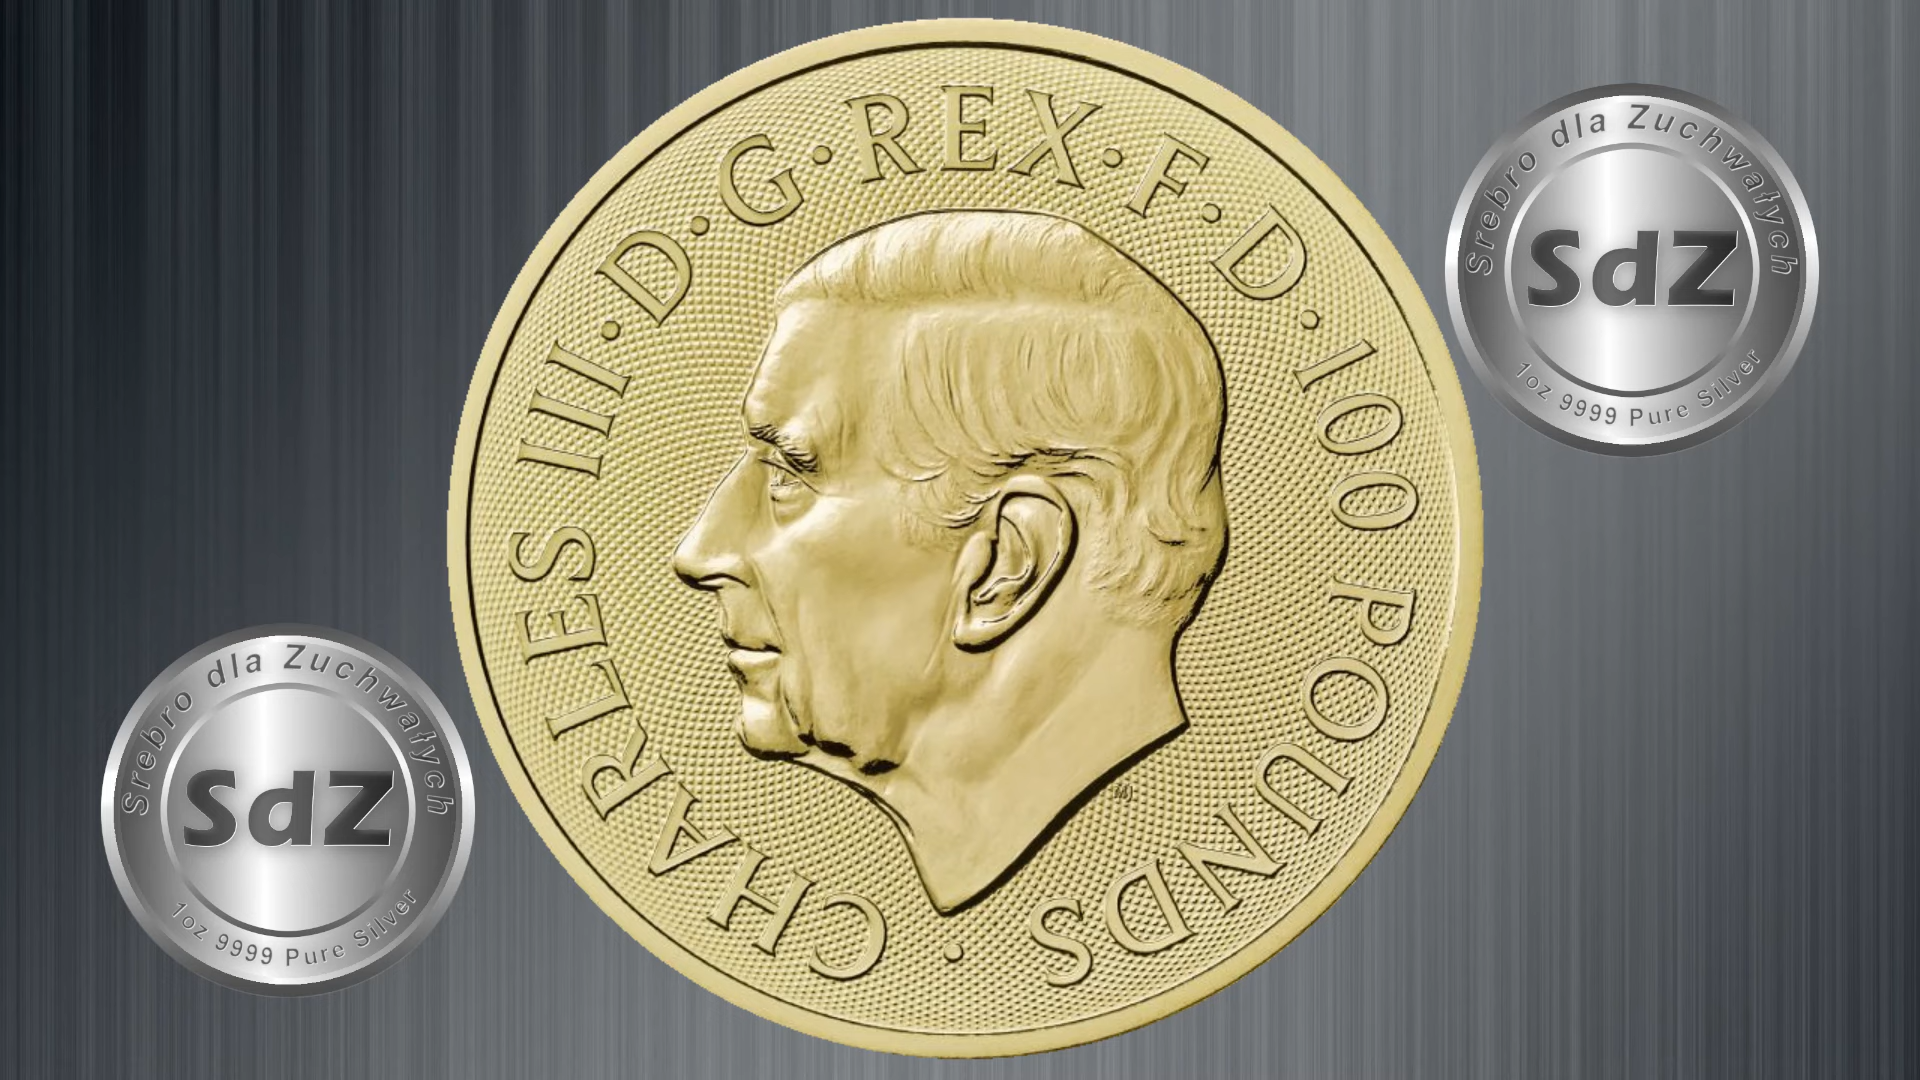 CHARLES III·D·G·REX·F·D·100 POUNDS·
Srebro dla Zuchwałych
SdZ
1oz 9999 Pure Silver
Srebro dla Zuchwałych
SdZ
1oz 9999 Pure Silver